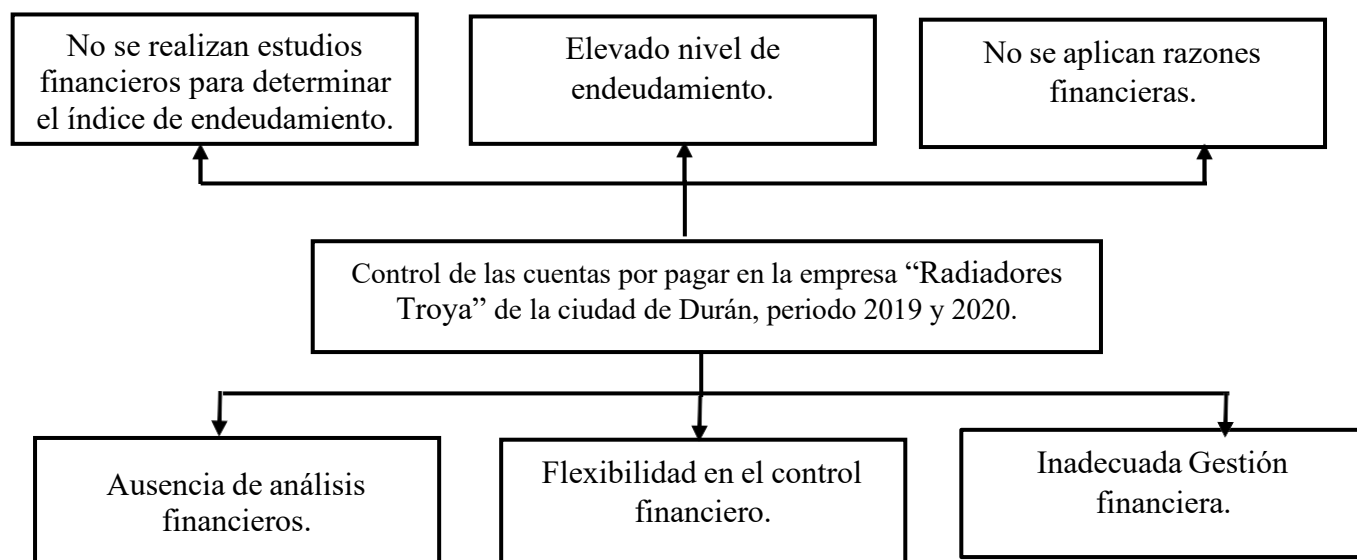 No se realizan estudios
financieros para determinar
el índice de endeudamiento.
Elevado nivel de
endeudamiento.
No se aplican razones
financieras.
Control de las cuentas por pagar en la empresa “Radiadores
Troya” de la ciudad de Durán, periodo 2019 y 2020.
Ausencia de análisis
financieros.
Flexibilidad en el control
financiero.
Inadecuada Gestión
financiera.